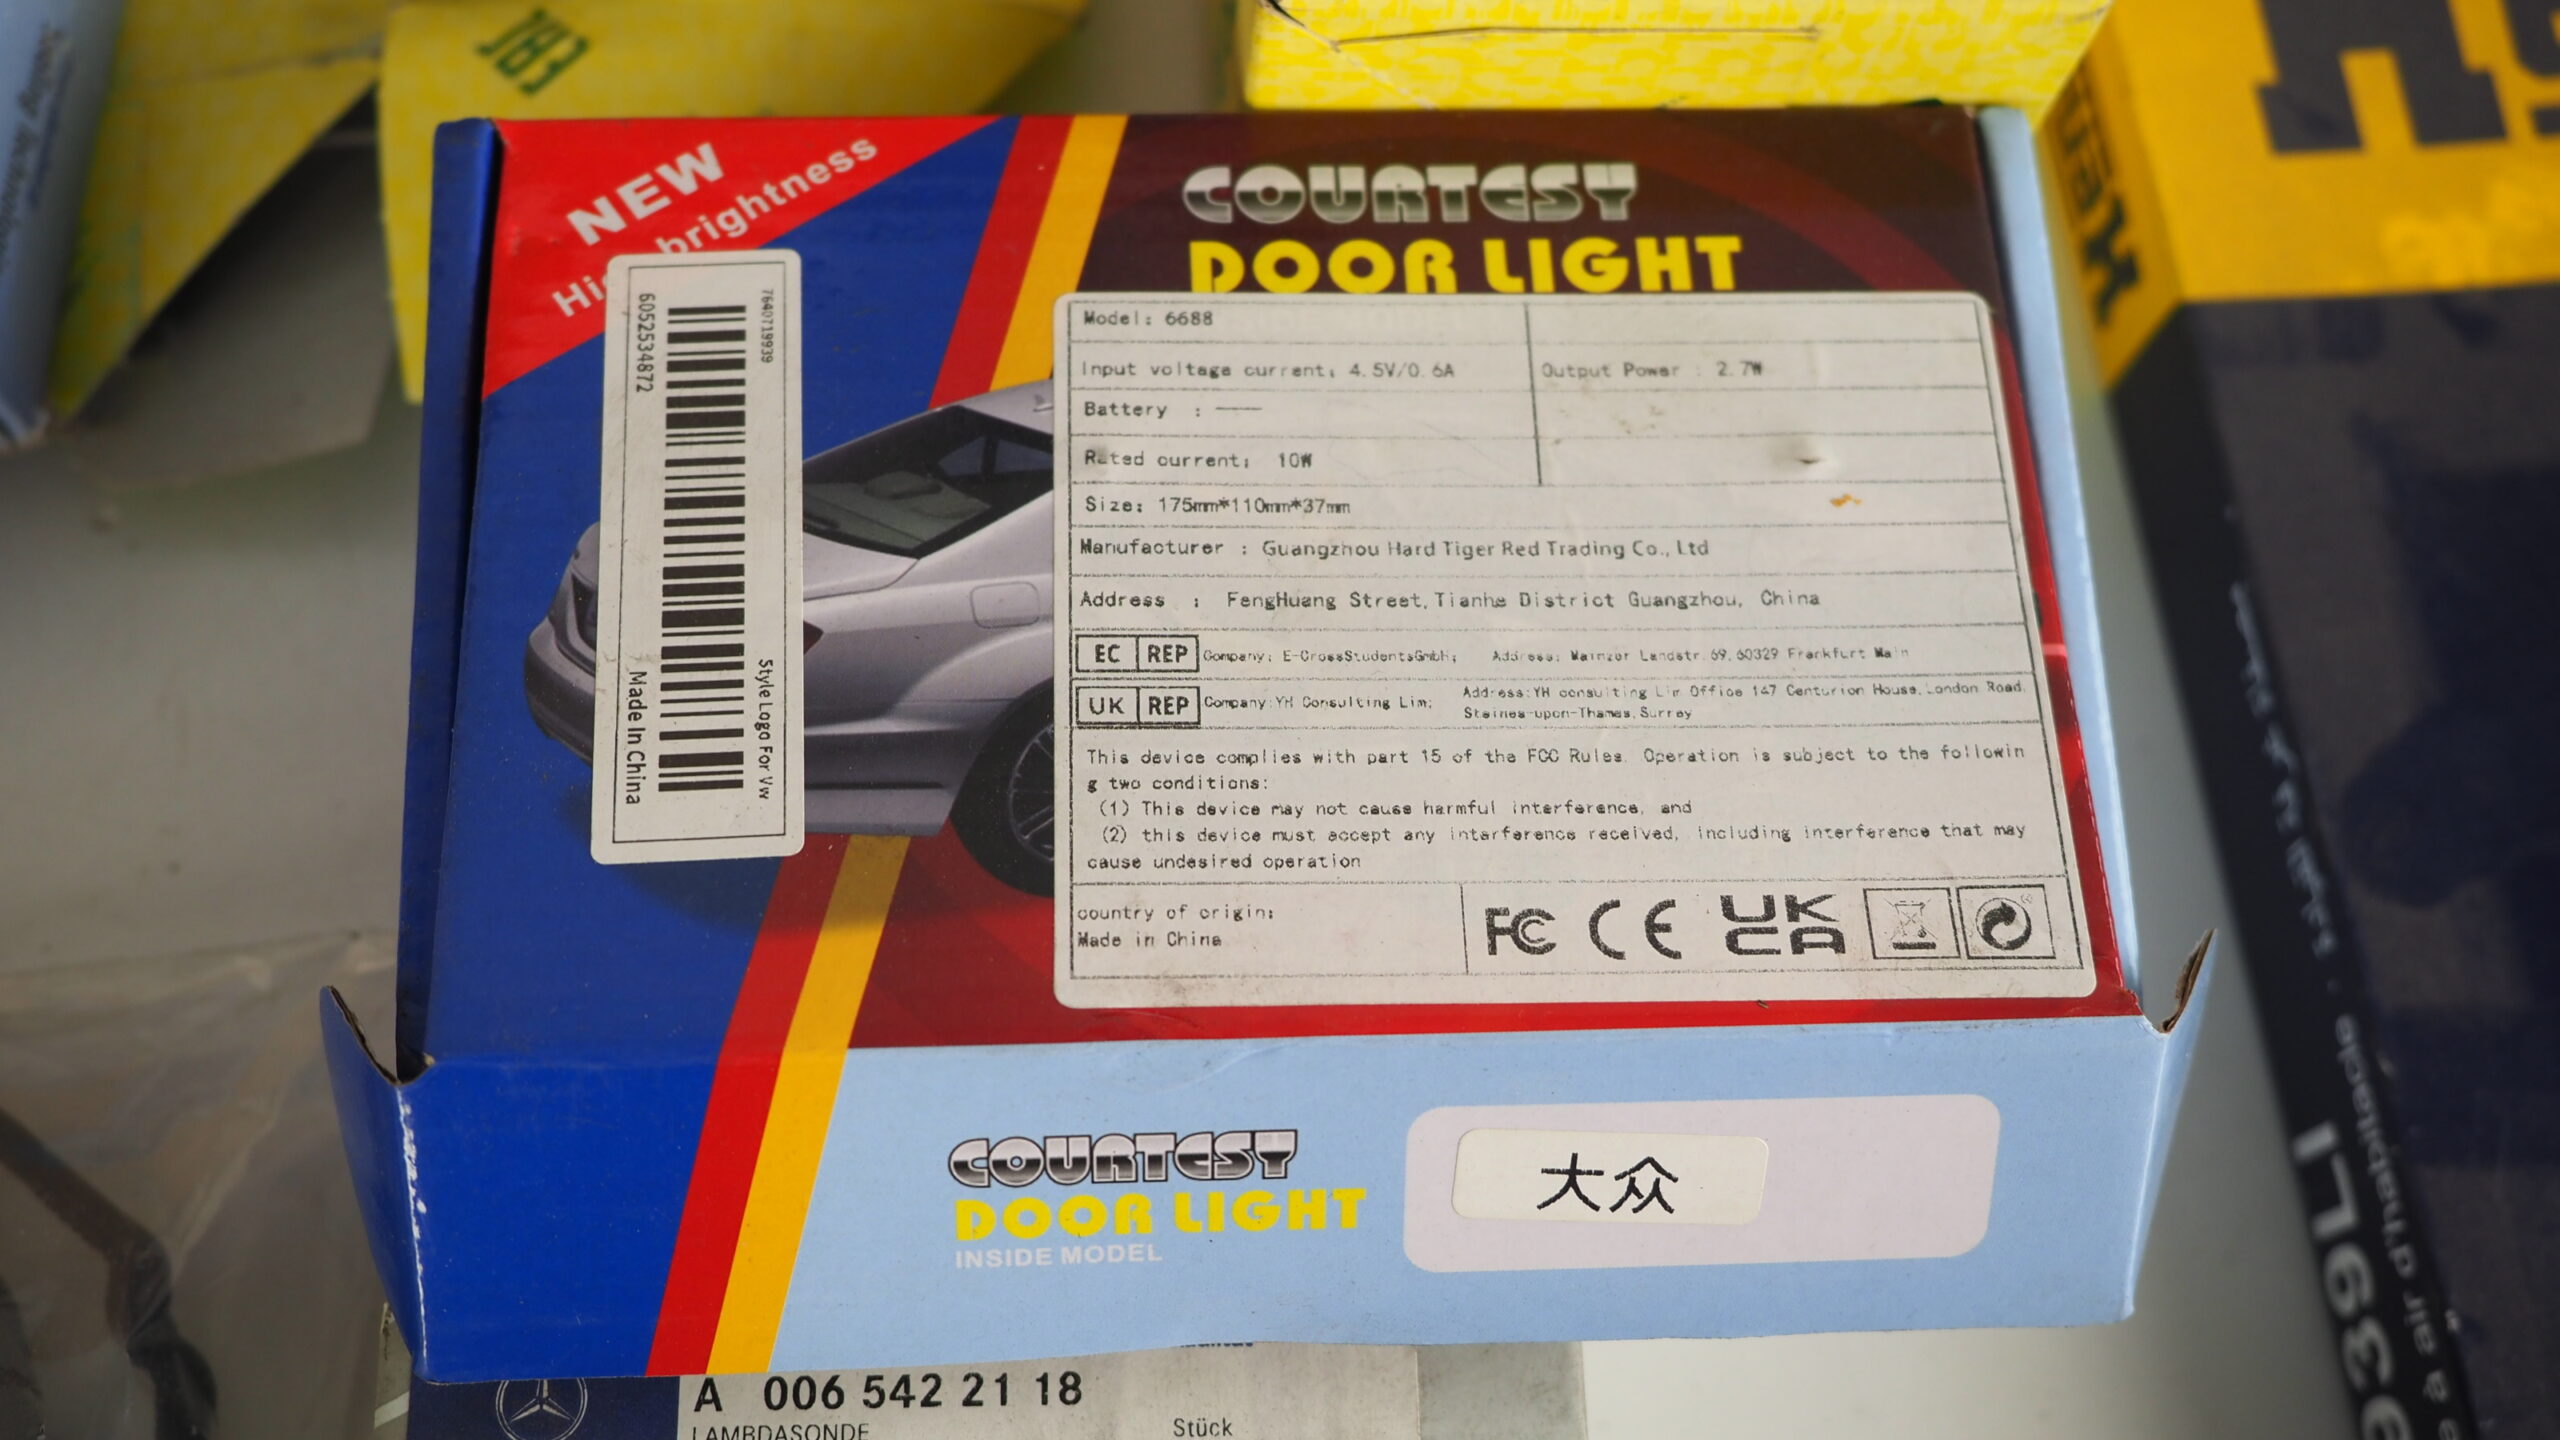 NEW
brightness
COURTESY
DOOR LIGHT
7640719939
6052534872
Style Logo For Vw
Made In China
Model: 6688
Input voltage current: 4.5V/0.6A
Output Power : 2.7W
Battery : —
Rated current: 10W
Size: 175mm*110mm*37mm
Manufacturer : Guangzhou Hard Tiger Red Trading Co., Ltd
Address : FengHuang Street, Tianhe District Guangzhou, China
EC REP Company: E-CrossStudentsGmbH; Address: Mainzer Landstr. 69, 60329 Frankfurt Main
UK REP Company: YH Consulting Lim; Address: YH consulting Lim Office 147 Centurion House, London Road,
Staines-upon-Thames, Surrey
This device complies with part 15 of the FCC Rules. Operation is subject to the followin
g two conditions:
(1) This device may not cause harmful interference, and
(2) this device must accept any interference received, including interference that may
cause undesired operation
country of origin:
Made in China
FC CE UK
CA
COURTESY
DOOR LIGHT
INSIDE MODEL
大众
A 006 542 21 18
LAMBDASONDE
Stück